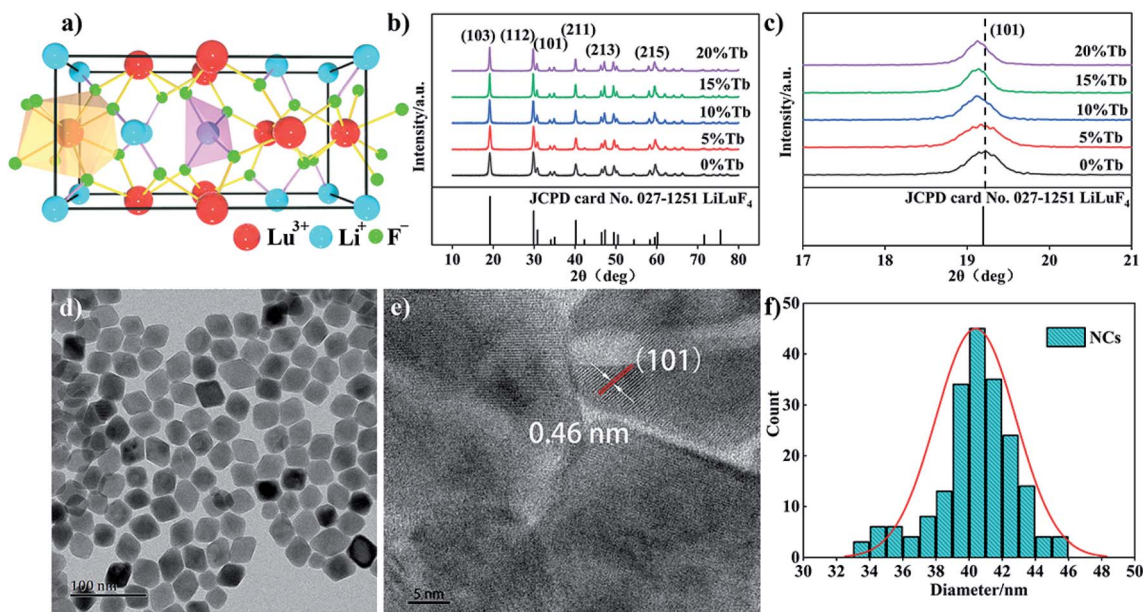 a)
Lu3+ Li+ F−
b)
(103) (112) (101) (211) (213) (215)
20%Tb
15%Tb
10%Tb
5%Tb
0%Tb
Intensity/a.u.
JCPD card No. 027-1251 LiLuF4
10 20 30 40 50 60 70 80
2θ（deg）
c)
(101)
20%Tb
15%Tb
10%Tb
5%Tb
0%Tb
Intensity/a.u.
JCPD card No. 027-1251 LiLuF4
17 18 19 20 21
2θ（deg）
d)
100 nm
e)
(101)
0.46 nm
5 nm
f)
NCs
Count
50
40
30
20
10
0
30 32 34 36 38 40 42 44 46 48 50
Diameter/nm